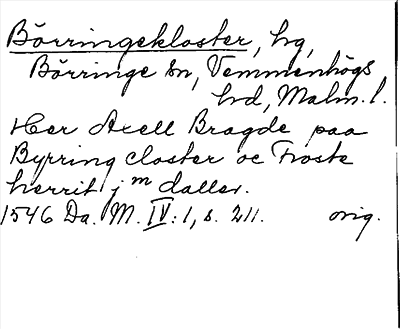 Börringekloster, hg,
Börringe sn, Vemmenhögs
hd, Malm. l.
Her Axell Bragde paa
Byrring closter oc Froste
herrit j m daller.
1546 Da. M. IV: 1, s. 211. orig.